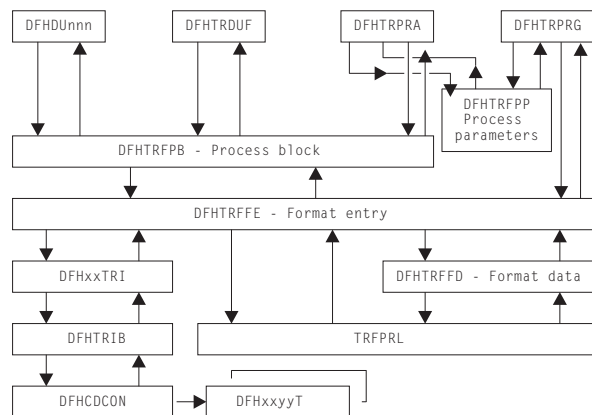 DFHDUnnn
DFHTRDUF
DFHTRPRA
DFHTRPRG
DFHTRFPP
Process
parameters
DFHTRFPB - Process block
DFHTRFFE - Format entry
DFHxxTRI
DFHTRFFD - Format data
DFHTRIB
TRFPRL
DFHCDCON
DFHxxyyT